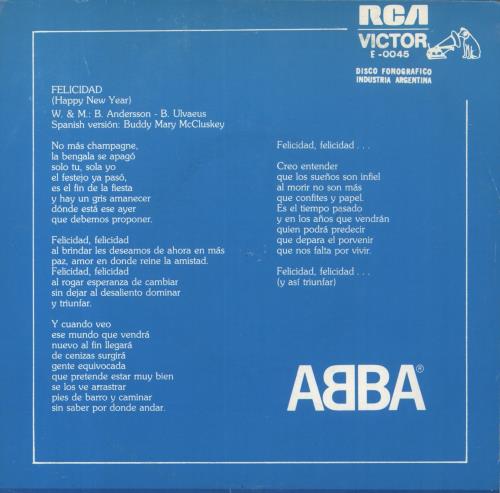 RCA
VICTOR
E-0045
DISCO FONOGRAFICO
INDUSTRIA ARGENTINA
FELICIDAD
(Happy New Year)
W. & M.: B. Andersson - B. Ulvaeus
Spanish versión: Buddy Mary McCluskey
No más champagne,
la bengala se apagó
solo tu, sola yo
el festejo ya pasó,
es el fin de la fiesta
y hay un gris amanecer
dónde está ese ayer
que debemos proponer.
Felicidad, felicidad
al brindar les deseamos de ahora en más
paz, amor en donde reine la amistad.
Felicidad, felicidad
al rogar esperanza de cambiar
sin dejar al desaliento dominar
y triunfar.
Y cuando veo
ese mundo que vendrá
nuevo al fin llegará
de cenizas surgirá
gente equivocada
que pretende estar muy bien
se los ve arrastrar
pies de barro y caminar
sin saber por donde andar.
Felicidad, felicidad . . .
Creo entender
que los sueños son infiel
al morir no son más
que confites y papel.
Es el tiempo pasado
y en los años que vendrán
quien podrá predecir
que depara el porvenir
que nos falta por vivir.
Felicidad, felicidad . . .
(y así triunfar)
ABBA®